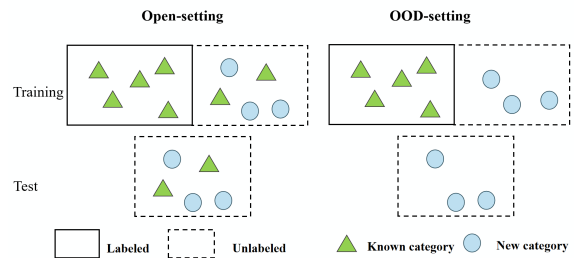 Open-setting
OOD-setting
Training
Test
Labeled
Unlabeled
Known category
New category